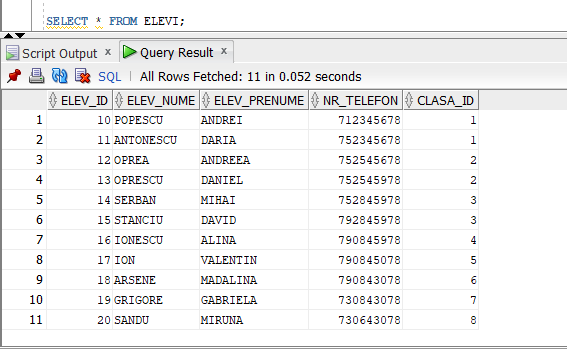 SELECT * FROM ELEVI;
Script Output × Query Result ×
SQL | All Rows Fetched: 11 in 0.052 seconds
ELEV_ID ELEV_NUME ELEV_PRENUME NR_TELEFON CLASA_ID
1 10 POPESCU ANDREI 712345678 1
2 11 ANTONESCU DARIA 752345678 1
3 12 OPREA ANDREEA 752545678 2
4 13 OPRESCU DANIEL 752545978 2
5 14 SERBAN MIHAI 752845978 3
6 15 STANCIU DAVID 792845978 3
7 16 IONESCU ALINA 790845978 4
8 17 ION VALENTIN 790845078 5
9 18 ARSENE MADALINA 790843078 6
10 19 GRIGORE GABRIELA 730843078 7
11 20 SANDU MIRUNA 730643078 8